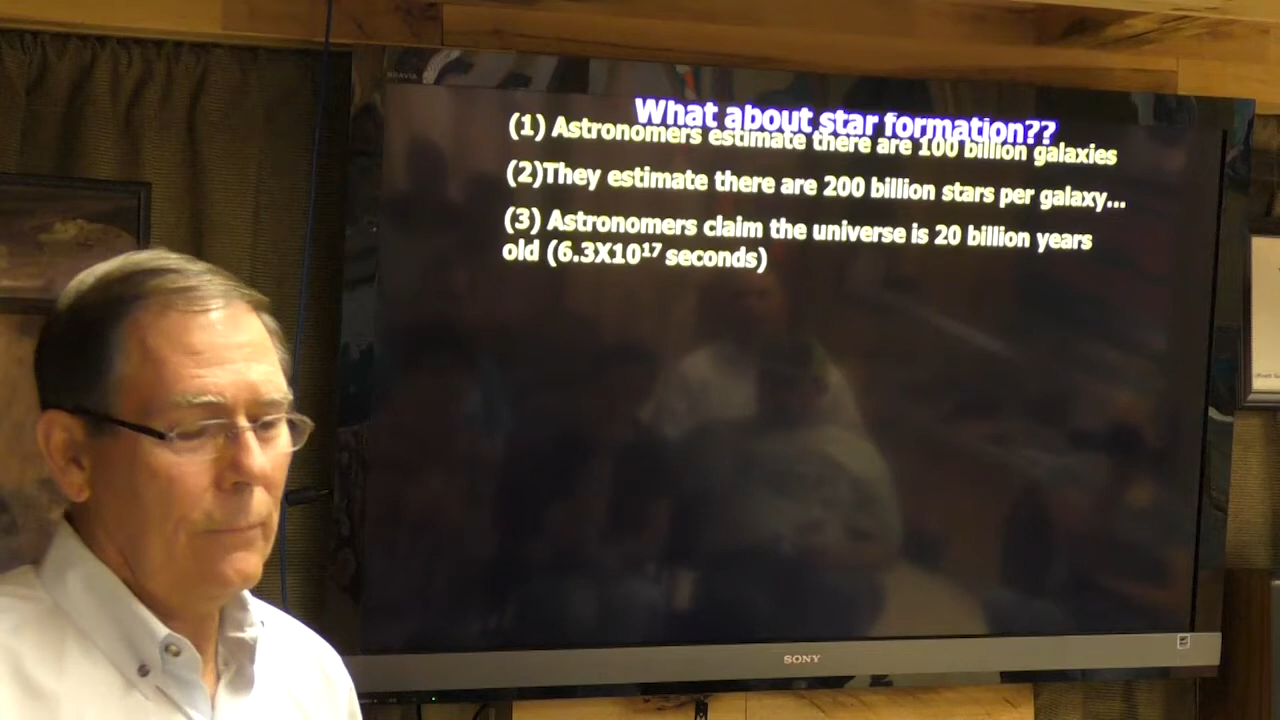 BRAVIA
What about star formation??
(1) Astronomers estimate there are 100 billion galaxies
(2)They estimate there are 200 billion stars per galaxy...
(3) Astronomers claim the universe is 20 billion years
old (6.3X10¹⁷ seconds)
SONY